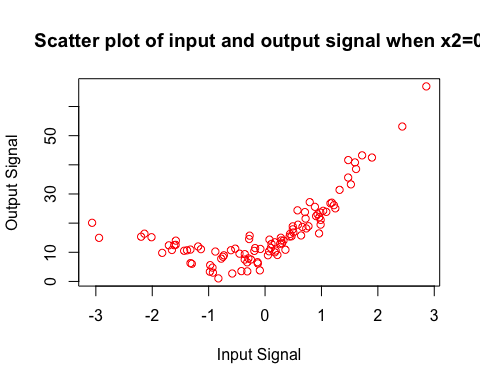 Scatter plot of input and output signal when x2=0
Output Signal
50
30
10
0
-3 -2 -1 0 1 2 3
Input Signal